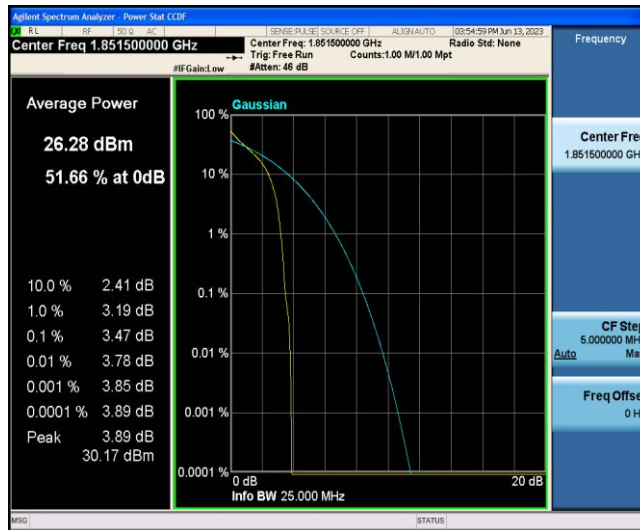 Agilent Spectrum Analyzer - Power Stat CCDF
RL RF 50 Ω AC SENSE:PULSE SOURCE OFF ALIGNAUTO 03:54:59 PM Jun 13, 2023
Center Freq 1.851500000 GHz
Center Freq: 1.851500000 GHz Radio Std: None
Trig: Free Run Counts:1.00 M/1.00 Mpt
#IFGain:Low #Atten: 46 dB
Frequency
Average Power
26.28 dBm
51.66 % at 0dB
10.0 % 2.41 dB
1.0 % 3.19 dB
0.1 % 3.47 dB
0.01 % 3.78 dB
0.001 % 3.85 dB
0.0001 % 3.89 dB
Peak 3.89 dB
30.17 dBm
Gaussian
100 %
10 %
1 %
0.1 %
0.01 %
0.001 %
0.0001 %
0 dB 20 dB
Info BW 25.000 MHz
Center Fre
1.851500000 GH
CF Ste
5.000000 MH
Auto Ma
Freq Offse
0 H
MSG STATUS